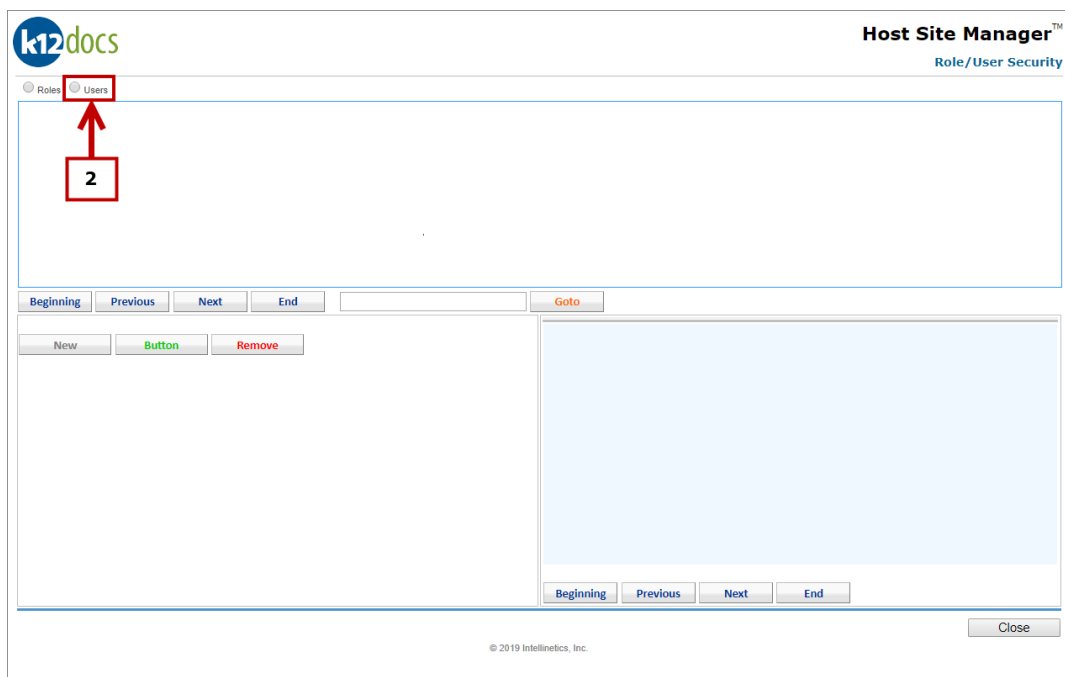 k12docs
Host Site Manager™
Role/User Security
Roles Users
2
Beginning Previous Next End Goto
New Button Remove
Beginning Previous Next End
Close
© 2019 Intellinetics, Inc.